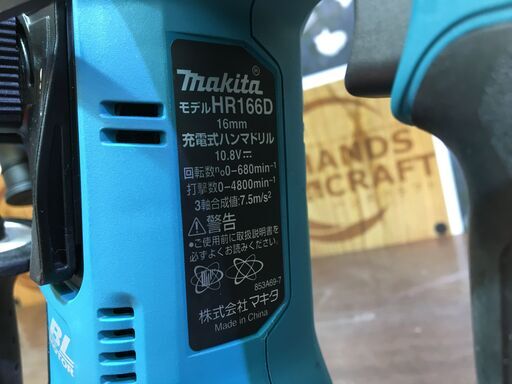 makita®
モデルHR166D
16mm
充電式ハンマドリル
10.8V⎓
回転数n₀0-680min⁻¹
打撃数0-4800min⁻¹
3軸合成値:7.5m/s²
⚠警告
●ご使用前に取扱説明書を
必ずよくお読みください。
853A69-7
株式会社マキタ
Made in China
BL
HANDS
CRAFT